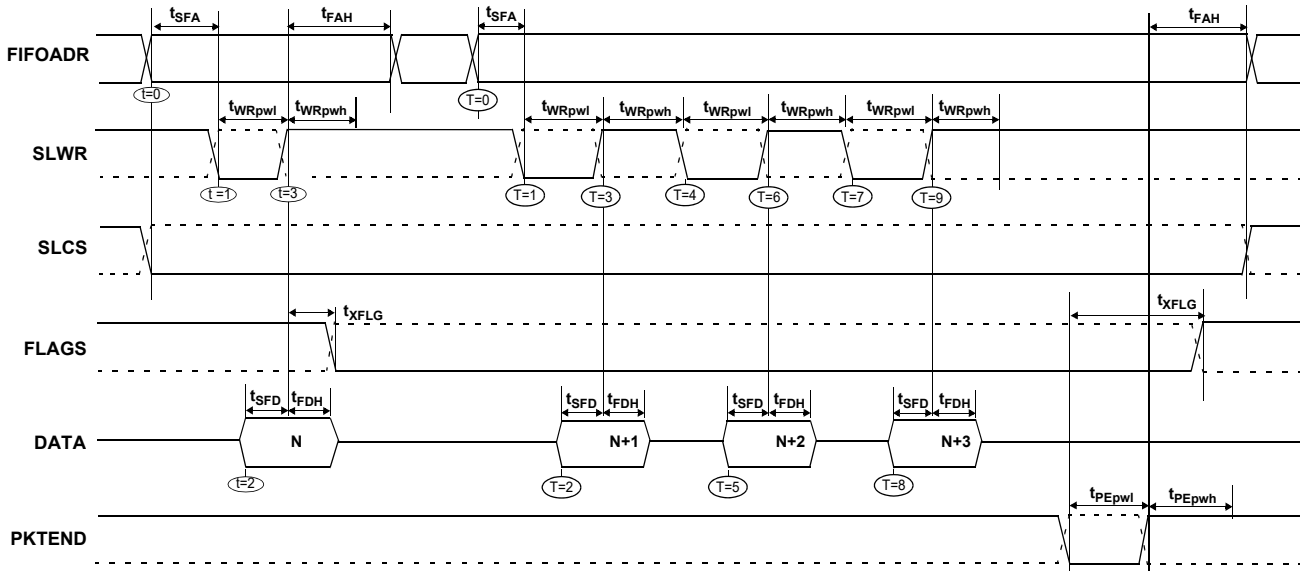 tSFA tFAH tSFA tFAH
FIFOADR
t=0 T=0
tWRpwl tWRpwh tWRpwl tWRpwh tWRpwl tWRpwh tWRpwl tWRpwh
SLWR
t =1 t=3 T=1 T=3 T=4 T=6 T=7 T=9
SLCS
tXFLG tXFLG
FLAGS
tSFD tFDH tSFD tFDH tSFD tFDH tSFD tFDH
DATA N N+1 N+2 N+3
t=2 T=2 T=5 T=8
tPEpwl tPEpwh
PKTEND